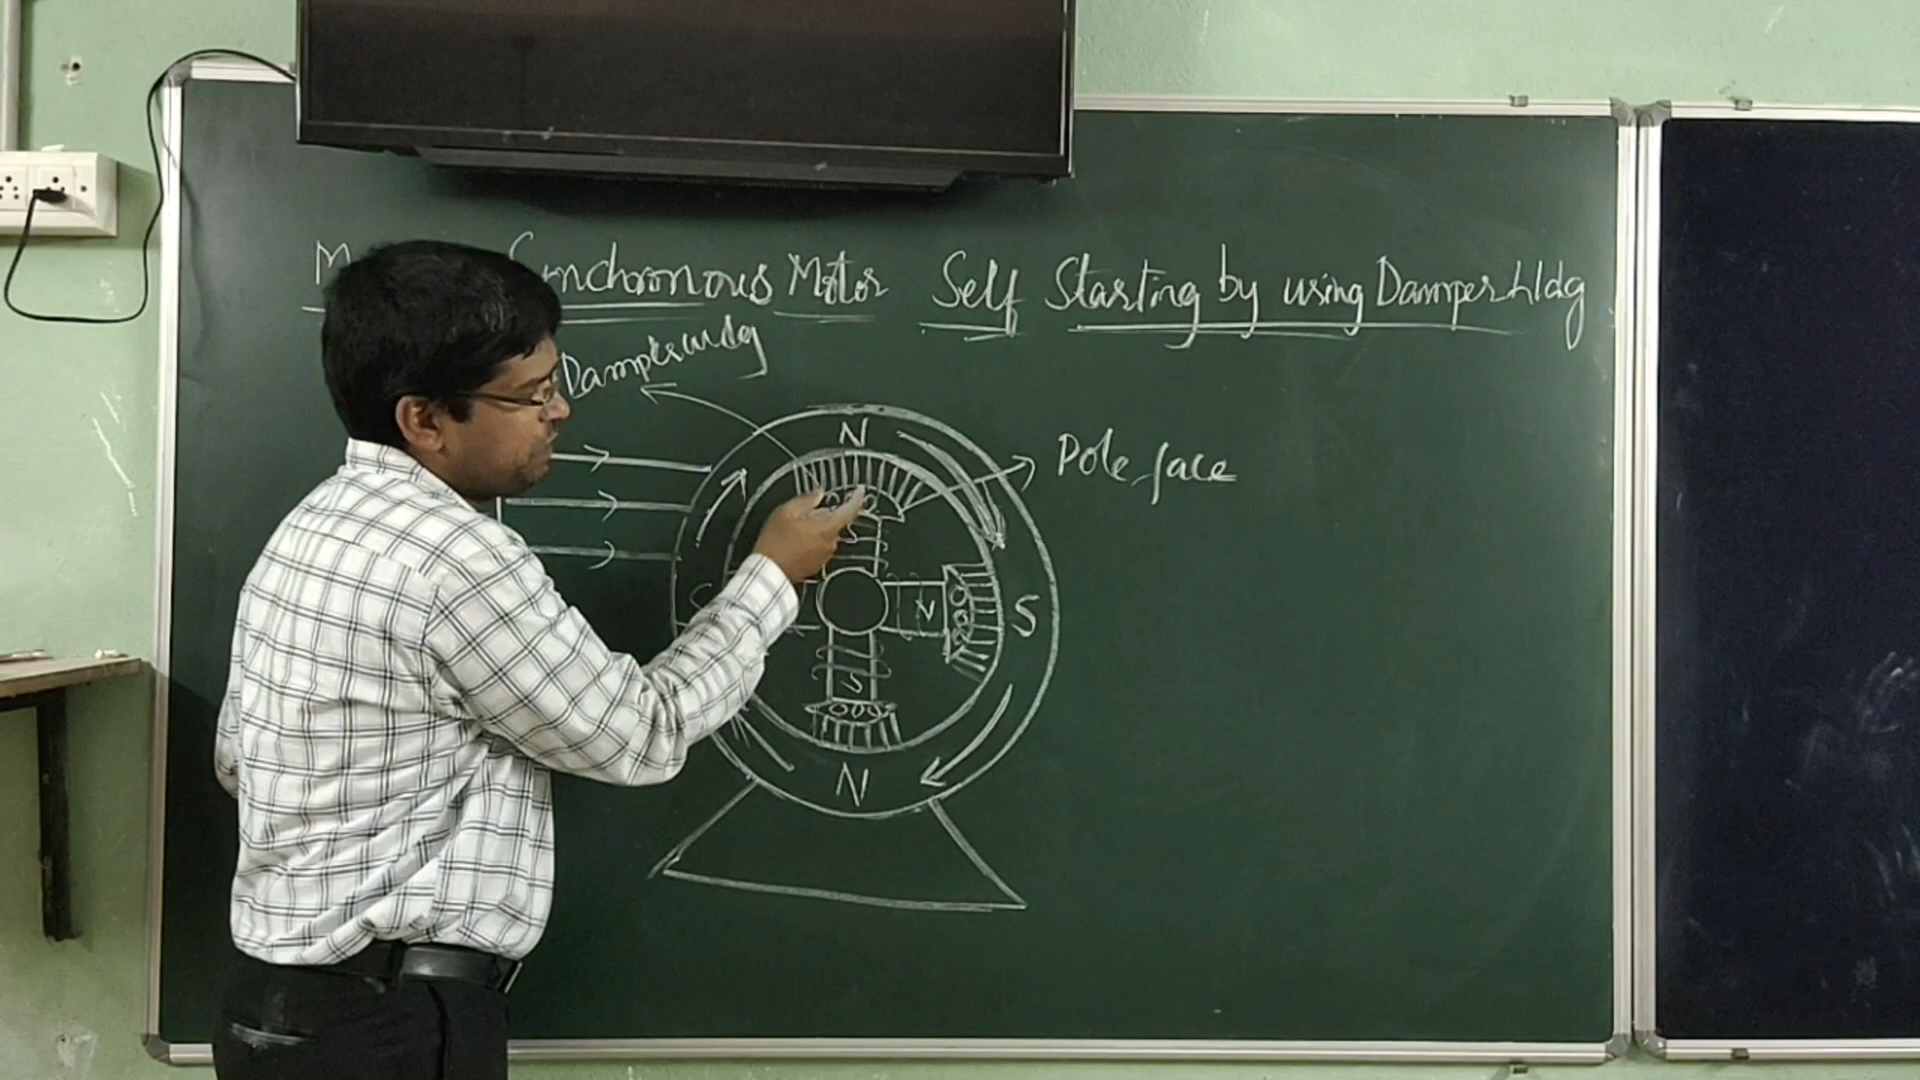 Synchronous Motor Self Starting by using Damper Wdg
Damper wdg
N
Pole face
S
N
S
S
N